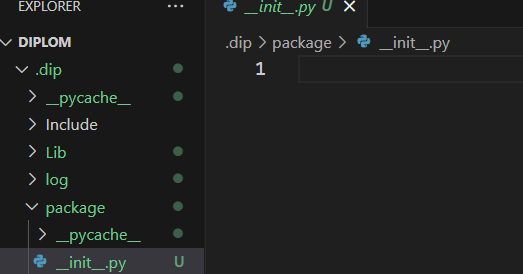 EXPLORER ···
DIPLOM
.dip
__pycache__
Include
Lib
log
package
__pycache__
__init__.py U
__init__.py U
.dip > package > __init__.py
1